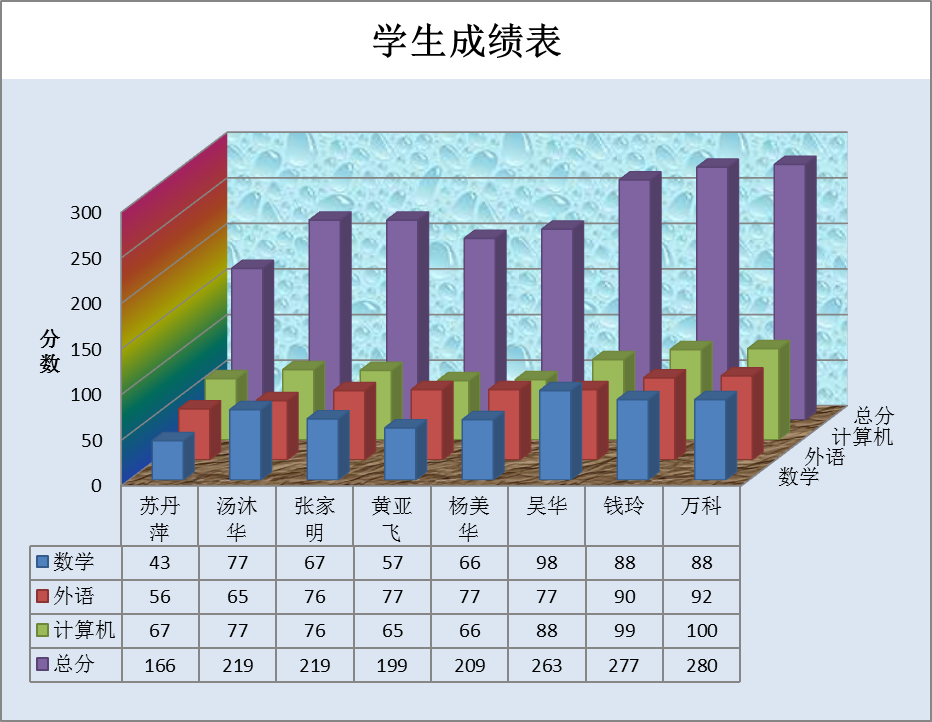 学生成绩表
300
250
200
150
100
50
0
分数
总分
计算机
外语
数学
苏丹萍 汤沐华 张家明 黄亚飞 杨美华 吴华 钱玲 万科
数学 43 77 67 57 66 98 88 88
外语 56 65 76 77 77 77 90 92
计算机 67 77 76 65 66 88 99 100
总分 166 219 219 199 209 263 277 280